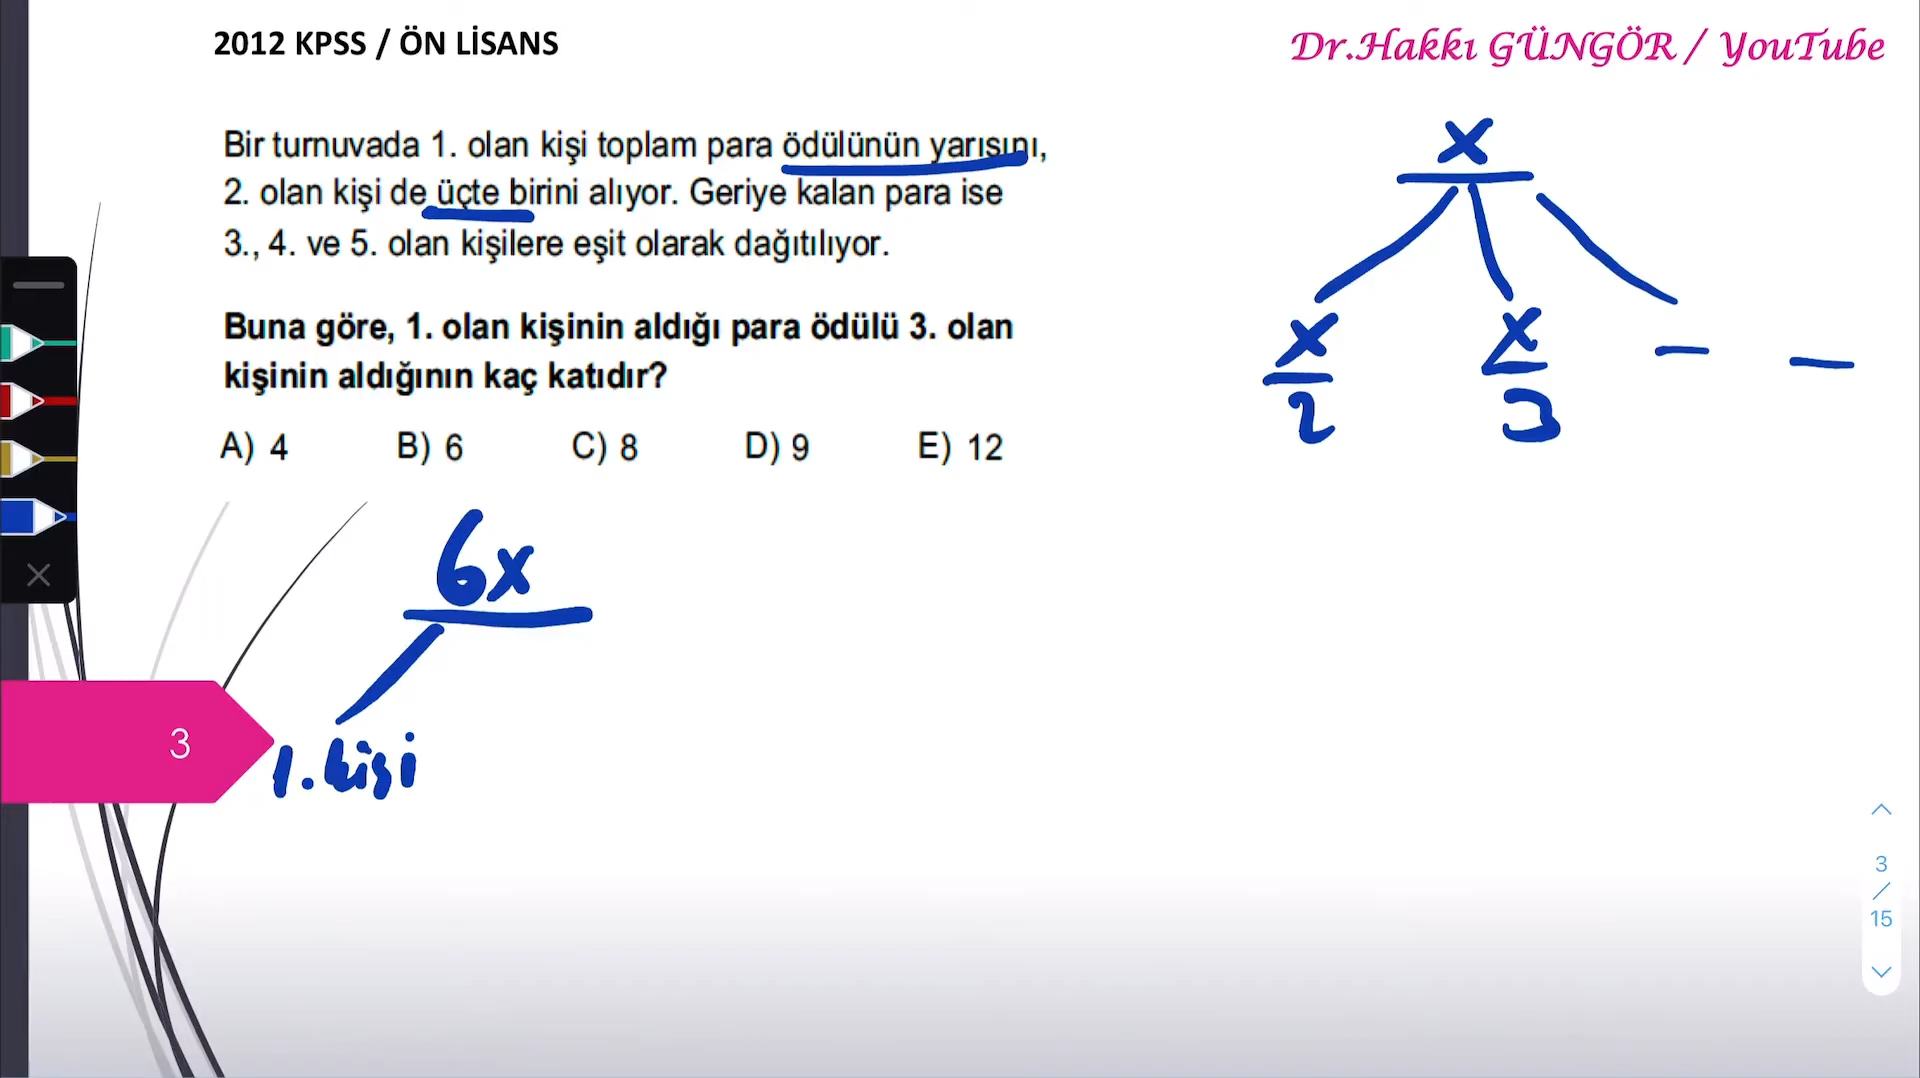 2012 KPSS / ÖN LİSANS
Dr.Hakkı GÜNGÖR / YouTube
Bir turnuvada 1. olan kişi toplam para ödülünün yarısını,
2. olan kişi de üçte birini alıyor. Geriye kalan para ise
3., 4. ve 5. olan kişilere eşit olarak dağıtılıyor.
Buna göre, 1. olan kişinin aldığı para ödülü 3. olan
kişinin aldığının kaç katıdır?
A) 4 B) 6 C) 8 D) 9 E) 12
x
x/2 x/3 — —
6x
1. kişi
3
3
/
15